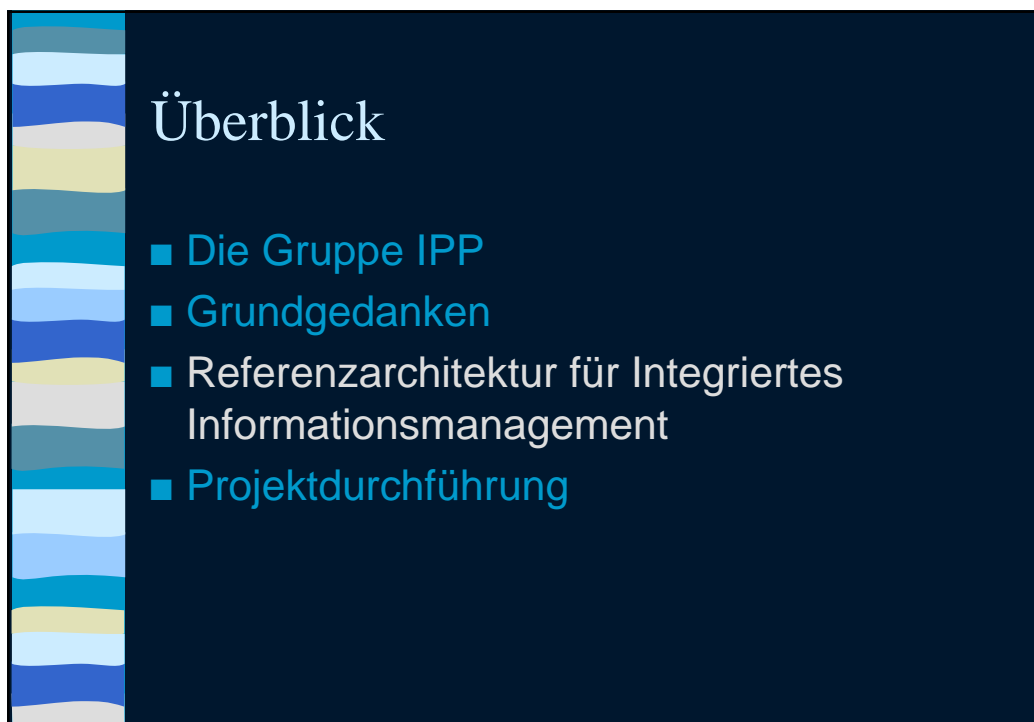 Überblick
■ Die Gruppe IPP
■ Grundgedanken
■ Referenzarchitektur für Integriertes
Informationsmanagement
■ Projektdurchführung